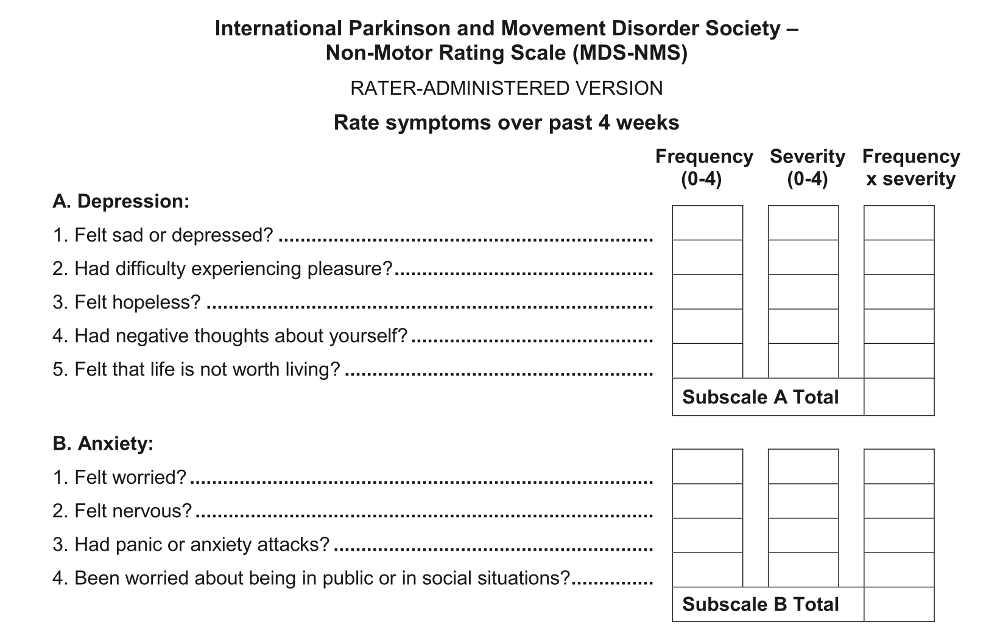 International Parkinson and Movement Disorder Society –
Non-Motor Rating Scale (MDS-NMS)
RATER-ADMINISTERED VERSION
Rate symptoms over past 4 weeks
Frequency (0-4) Severity (0-4) Frequency x severity
A. Depression:
1. Felt sad or depressed? ....................................................................
2. Had difficulty experiencing pleasure?...............................................
3. Felt hopeless? .................................................................................
4. Had negative thoughts about yourself?............................................
5. Felt that life is not worth living? ........................................................
Subscale A Total
B. Anxiety:
1. Felt worried?....................................................................................
2. Felt nervous?...................................................................................
3. Had panic or anxiety attacks?..........................................................
4. Been worried about being in public or in social situations?...............
Subscale B Total